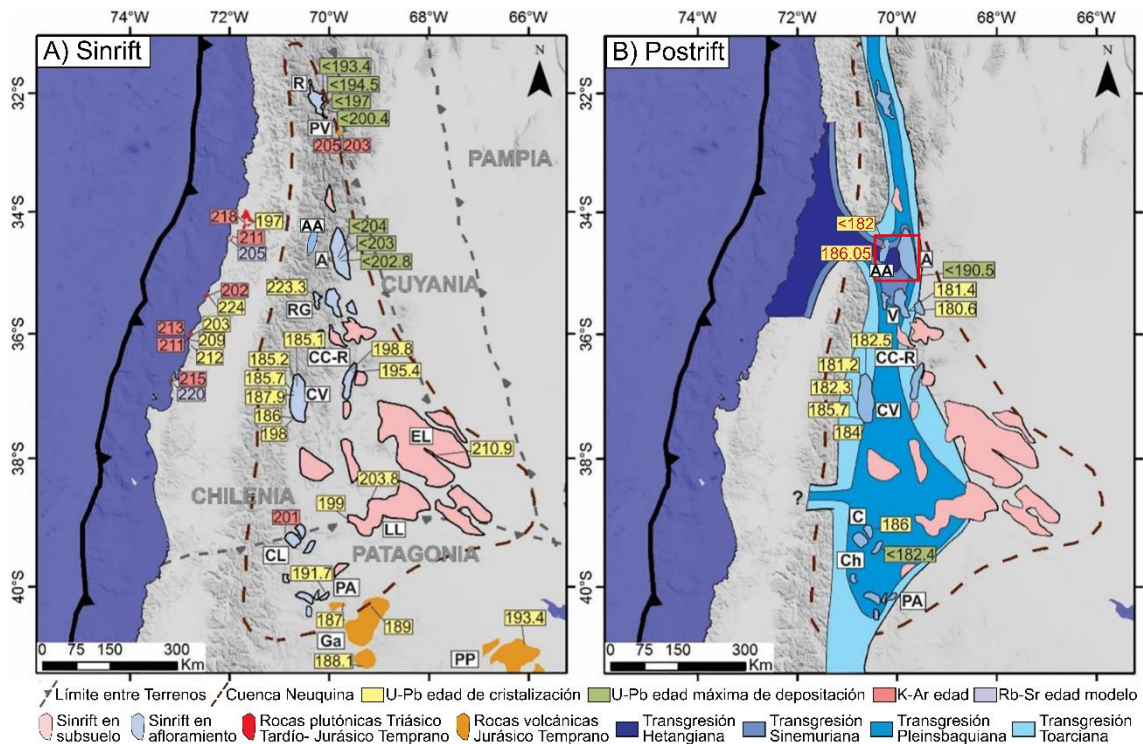 A) Sinrift
72°W 70°W 68°W 66°W
32°S
34°S
36°S
38°S
40°S
N
R
<193.4
<194.5
<197
<200.4
PV
205 203
PAMPIA
218
197
211
205
AA
<204
<203
<202.8
A
CUYANIA
223.3
202
224
RG
213
203
211
209
212
185.1
198.8
185.2
CC-R
195.4
185.7
187.9
CV
215
220
186
198
EL
210.9
203.8
CHILENIA
199
201
LL
CL
PATAGONIA
191.7
PA
187
189
193.4
Ga
188.1
PP
0 75 150 300
Km
B) Postrift
72°W 70°W 68°W 66°W
32°S
34°S
36°S
38°S
40°S
N
<182
186.05
A
AA
<190.5
181.4
V
180.6
182.5
CC-R
181.2
182.3
185.7
CV
184
?
C
186
<182.4
Ch
PA
0 75 150 300
Km
Límite entre Terrenos Cuenca Neuquina U-Pb edad de cristalización U-Pb edad máxima de depositación K-Ar edad Rb-Sr edad modelo
Sinrift en subsuelo
Sinrift en afloramiento
Rocas plutónicas Triásico Tardío- Jurásico Temprano
Rocas volcánicas Jurásico Temprano
Transgresión Hetangiana
Transgresión Sinemuriana
Transgresión Pleinsbaquiana
Transgresión Toarciana